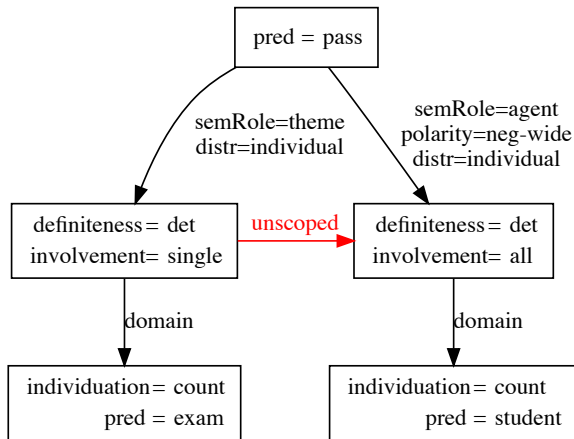 pred = pass
semRole=theme
distr=individual
semRole=agent
polarity=neg-wide
distr=individual
definiteness= det
involvement= single
unscoped
definiteness= det
involvement= all
domain
domain
individuation= count
pred = exam
individuation= count
pred = student